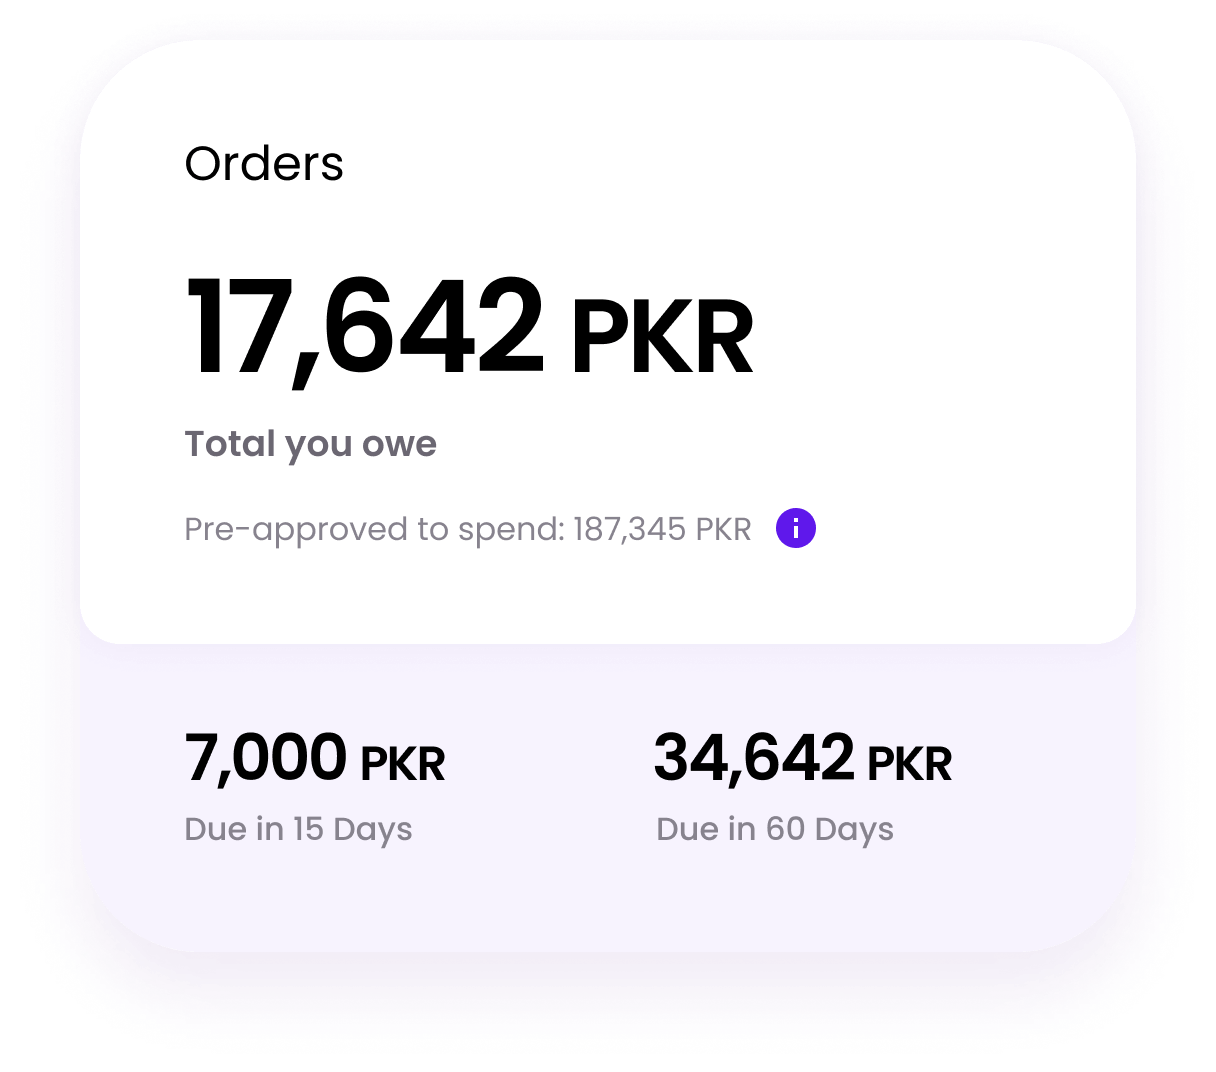 Orders
17,642 PKR
Total you owe
Pre-approved to spend: 187,345 PKR
7,000 PKR
Due in 15 Days
34,642 PKR
Due in 60 Days